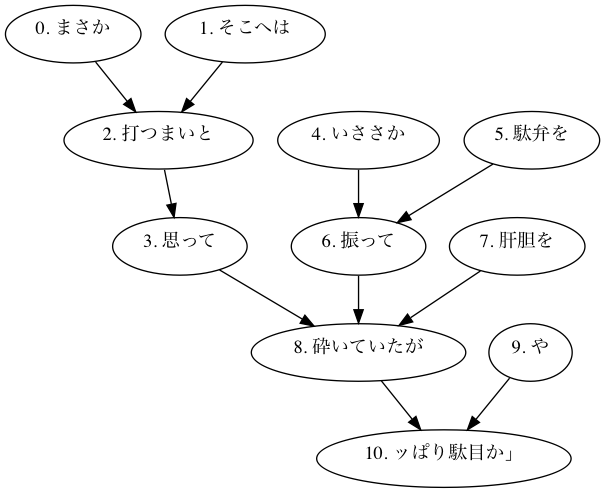 0. まさか
1. そこへは
2. 打つまいと
4. いささか
5. 駄弁を
3. 思って
6. 振って
7. 肝胆を
8. 砕いていたが
9. や
10. ッぱり駄目か」